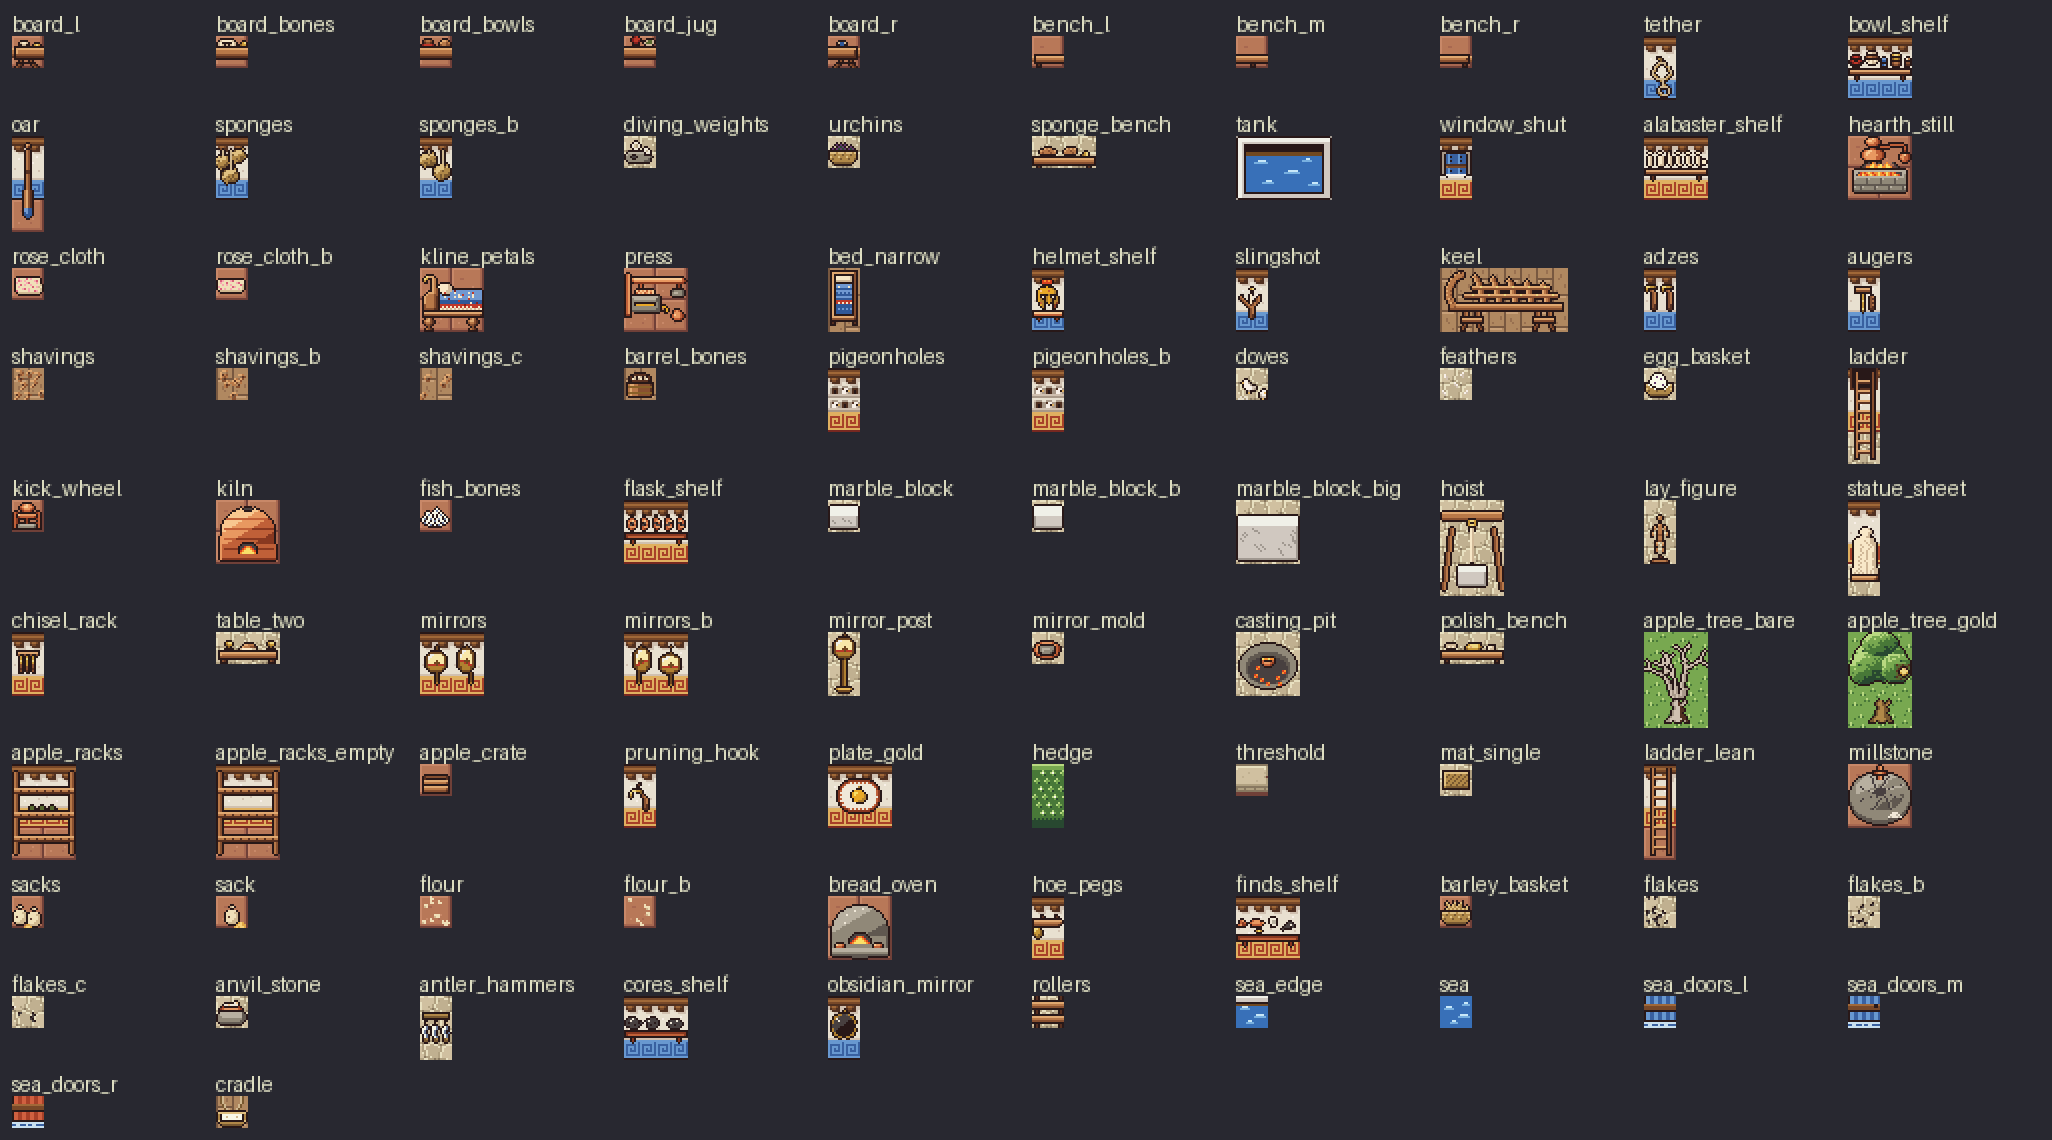 board_l board_bones board_bowls board_jug board_r bench_l bench_m bench_r tether bowl_shelf
oar sponges sponges_b diving_weights urchins sponge_bench tank window_shut alabaster_shelf hearth_still
rose_cloth rose_cloth_b kline_petals press bed_narrow helmet_shelf slingshot keel adzes augers
shavings shavings_b shavings_c barrel_bones pigeonholes pigeonholes_b doves feathers egg_basket ladder
kick_wheel kiln fish_bones flask_shelf marble_block marble_block_b marble_block_big hoist lay_figure statue_sheet
chisel_rack table_two mirrors mirrors_b mirror_post mirror_mold casting_pit polish_bench apple_tree_bare apple_tree_gold
apple_racks apple_racks_empty apple_crate pruning_hook plate_gold hedge threshold mat_single ladder_lean millstone
sacks sack flour flour_b bread_oven hoe_pegs finds_shelf barley_basket flakes flakes_b
flakes_c anvil_stone antler_hammers cores_shelf obsidian_mirror rollers sea_edge sea sea_doors_l sea_doors_m
sea_doors_r cradle